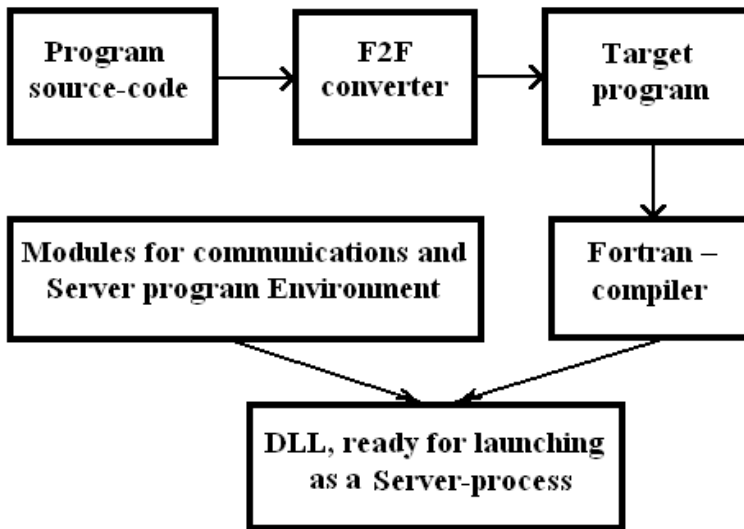 Program
source-code
F2F
converter
Target
program
Modules for communications and
Server program Environment
Fortran –
compiler
DLL, ready for launching
as a Server-process